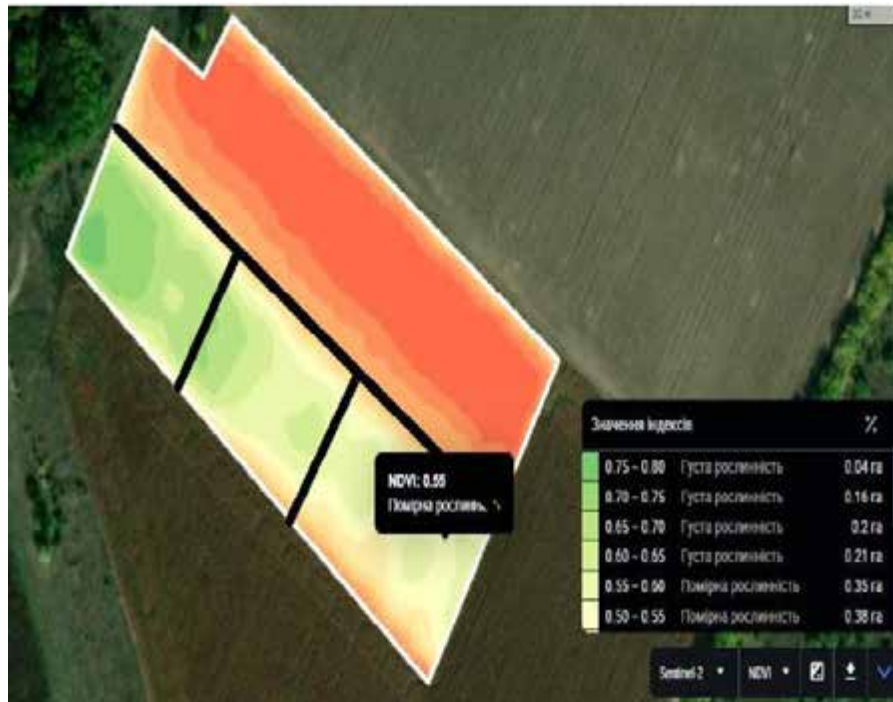 NDVI: 0.55
Помірна
Значення індексів %
0.75 – 0.80 Густа рослинність 0.04 га
0.70 – 0.75 Густа рослинність 0.16 га
0.65 – 0.70 Густа рослинність 0.2 га
0.60 – 0.65 Густа рослинність 0.21 га
0.55 – 0.60 Помірна рослинність 0.35 га
0.50 – 0.55 Помірна рослинність 0.38 га
Sentinel-2 NDVI